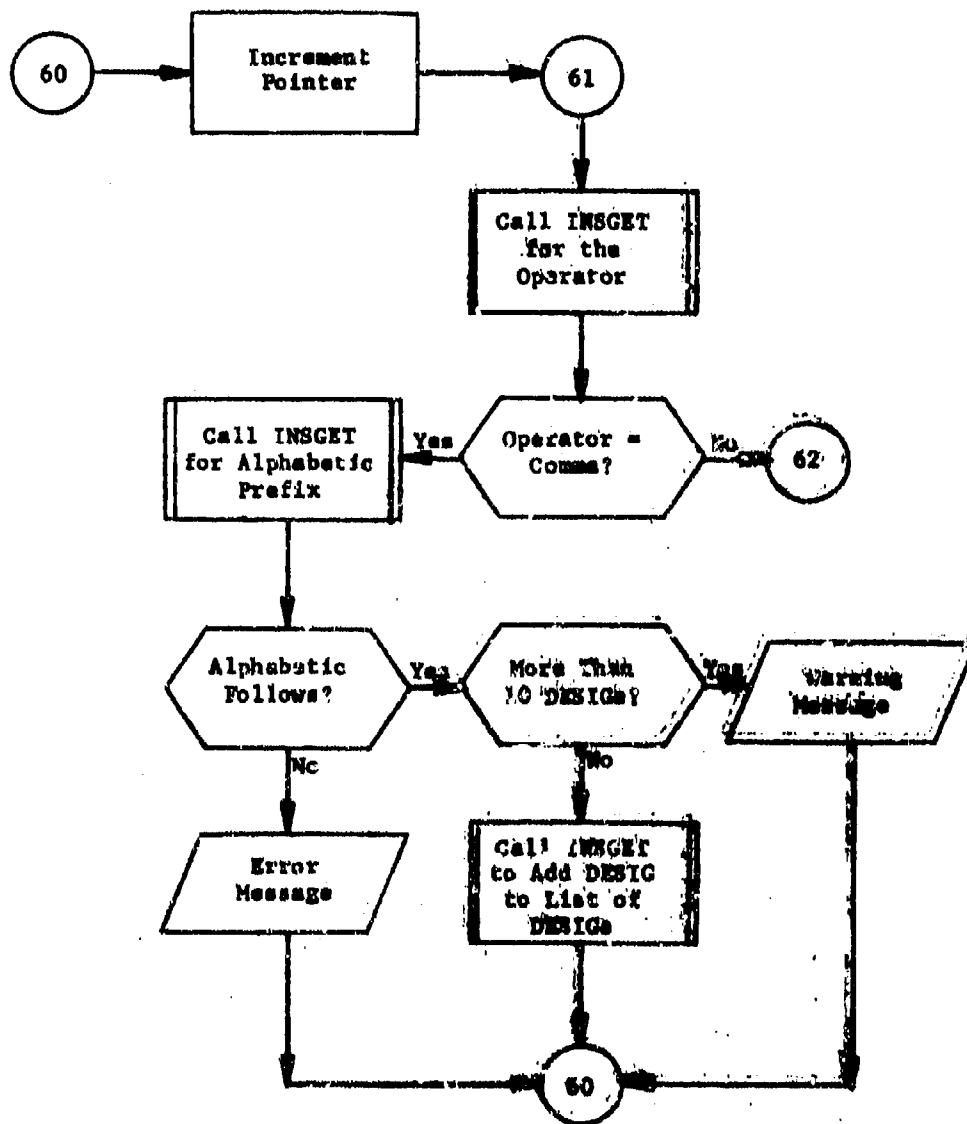 60
Increment
Pointer
61
Call INSGET
for the
Operator
Call INSGET
for Alphabetic
Prefix
Yes
Operator =
Comma?
No
62
Alphabetic
Follows?
Yes
More Than
10 DESIGs?
Yes
Warning
Message
No
No
Error
Message
Call INSGET
to Add DESIG
to List of
DESIGs
60